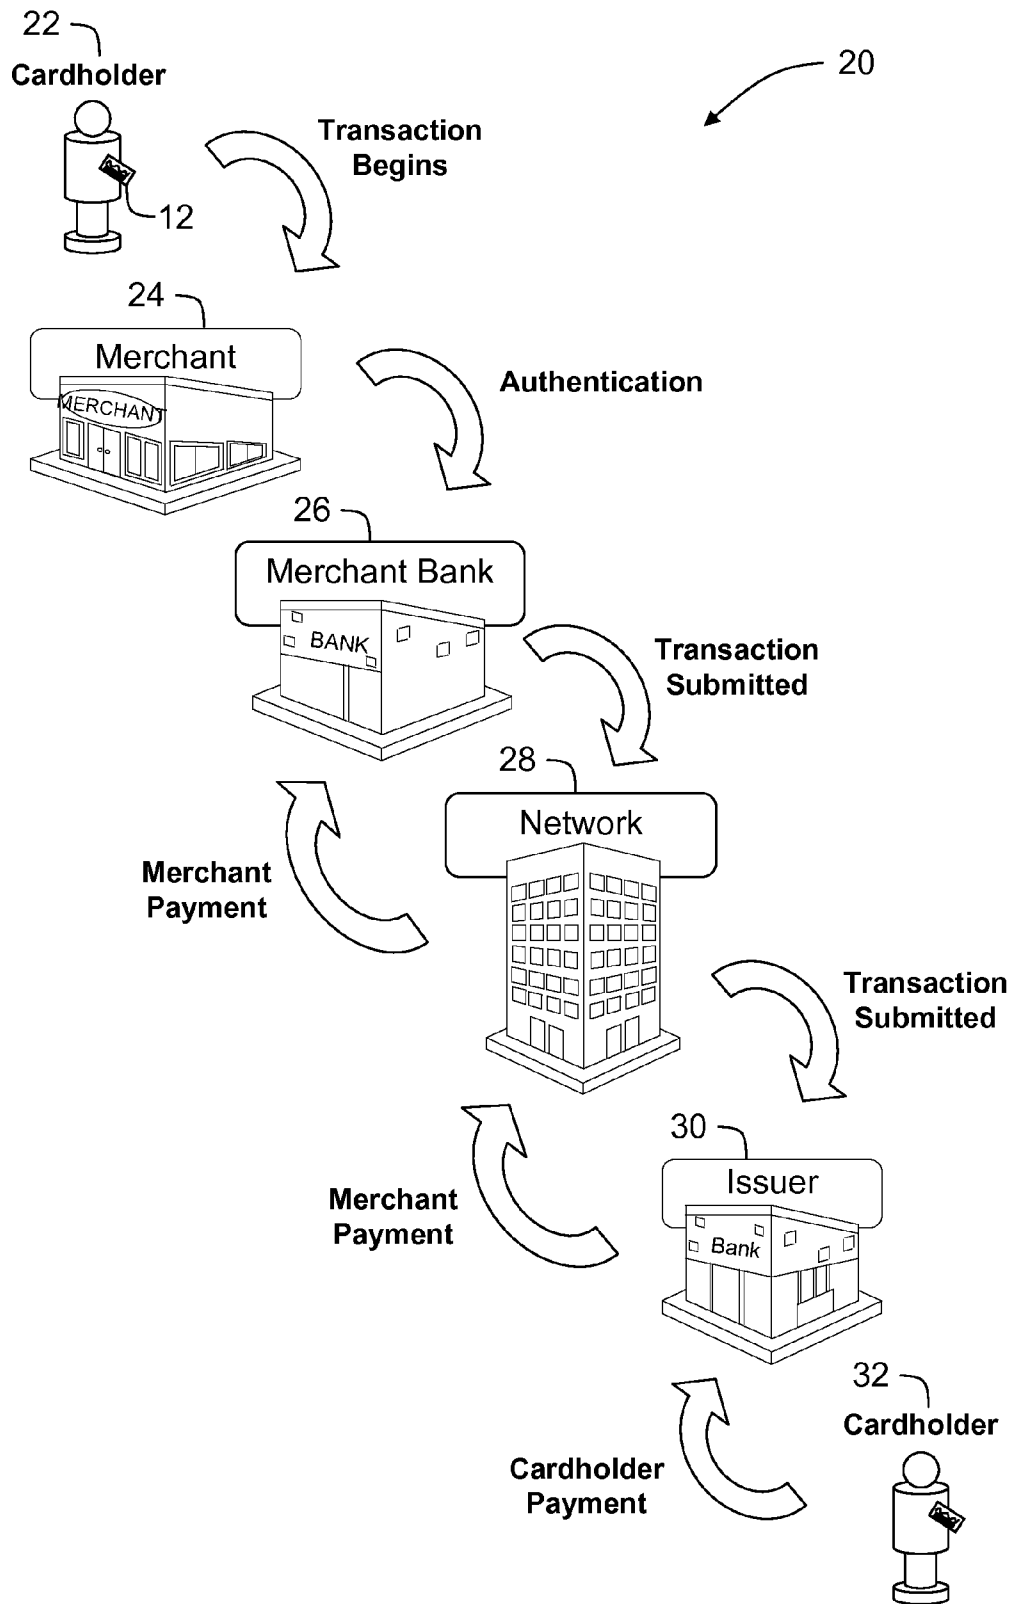 22
Cardholder
20
Transaction
Begins
12
24
Merchant
MERCHANT
Authentication
26
Merchant Bank
BANK
Transaction
Submitted
28
Network
Merchant
Payment
Transaction
Submitted
30
Issuer
Bank
Merchant
Payment
32
Cardholder
Cardholder
Payment